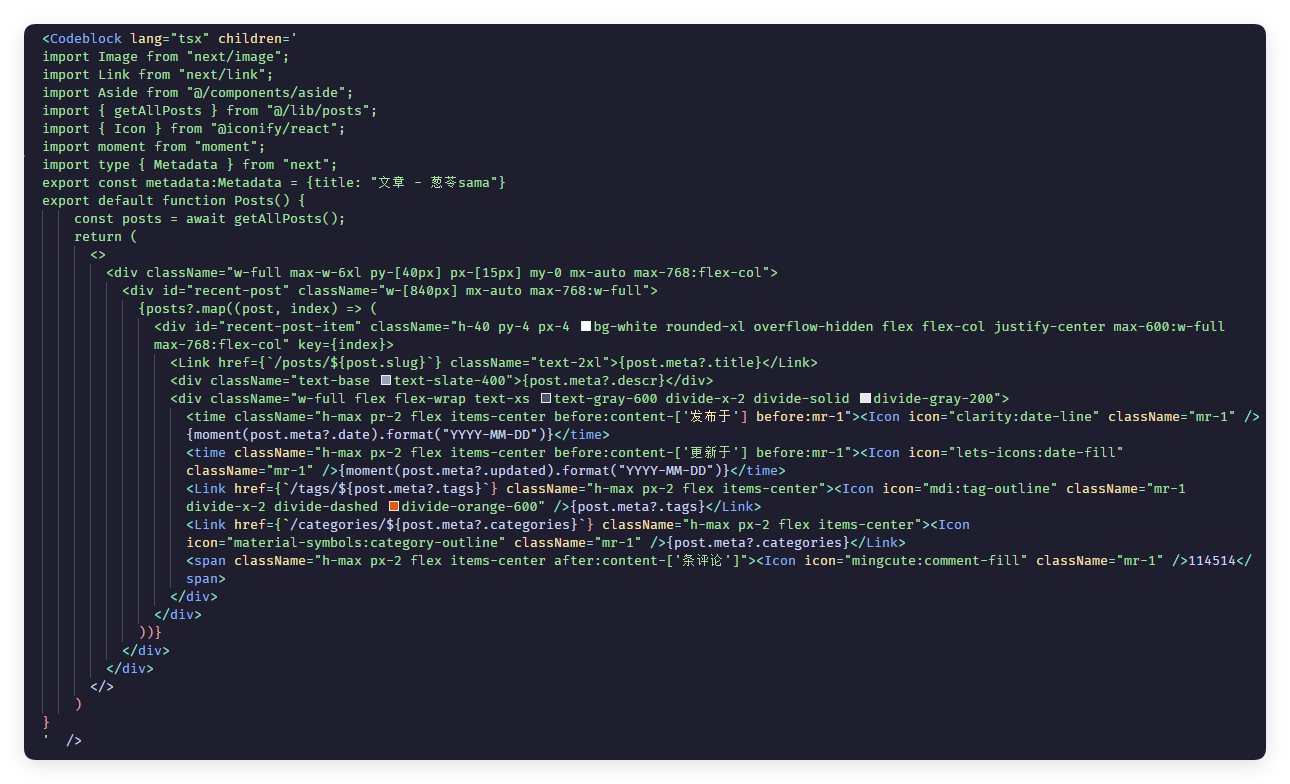 <Codeblock lang="tsx" children='
import Image from "next/image";
import Link from "next/link";
import Aside from "@/components/aside";
import { getAllPosts } from "@/lib/posts";
import { Icon } from "@iconify/react";
import moment from "moment";
import type { Metadata } from "next";
export const metadata:Metadata = {title: "文章 - 葱苓sama"}
export default function Posts() {
const posts = await getAllPosts();
return (
<>
<div className="w-full max-w-6xl py-[40px] px-[15px] my-0 mx-auto max-768:flex-col">
<div id="recent-post" className="w-[840px] mx-auto max-768:w-full">
{posts?.map((post, index) => (
<div id="recent-post-item" className="h-40 py-4 px-4 bg-white rounded-xl overflow-hidden flex flex-col justify-center max-600:w-full
max-768:flex-col" key={index}>
<Link href={`/posts/${post.slug}`} className="text-2xl">{post.meta?.title}</Link>
<div className="text-base text-slate-400">{post.meta?.descr}</div>
<div className="w-full flex flex-wrap text-xs text-gray-600 divide-x-2 divide-solid divide-gray-200">
<time className="h-max pr-2 flex items-center before:content-['发布于'] before:mr-1"><Icon icon="clarity:date-line" className="mr-1" />
{moment(post.meta?.date).format("YYYY-MM-DD")}</time>
<time className="h-max px-2 flex items-center before:content-['更新于'] before:mr-1"><Icon icon="lets-icons:date-fill"
className="mr-1" />{moment(post.meta?.updated).format("YYYY-MM-DD")}</time>
<Link href={`/tags/${post.meta?.tags}`} className="h-max px-2 flex items-center"><Icon icon="mdi:tag-outline" className="mr-1
divide-x-2 divide-dashed divide-orange-600" />{post.meta?.tags}</Link>
<Link href={`/categories/${post.meta?.categories}`} className="h-max px-2 flex items-center"><Icon
icon="material-symbols:category-outline" className="mr-1" />{post.meta?.categories}</Link>
<span className="h-max px-2 flex items-center after:content-['条评论']"><Icon icon="mingcute:comment-fill" className="mr-1" />114514</
span>
</div>
</div>
))}
</div>
</div>
</>
)
}
' />